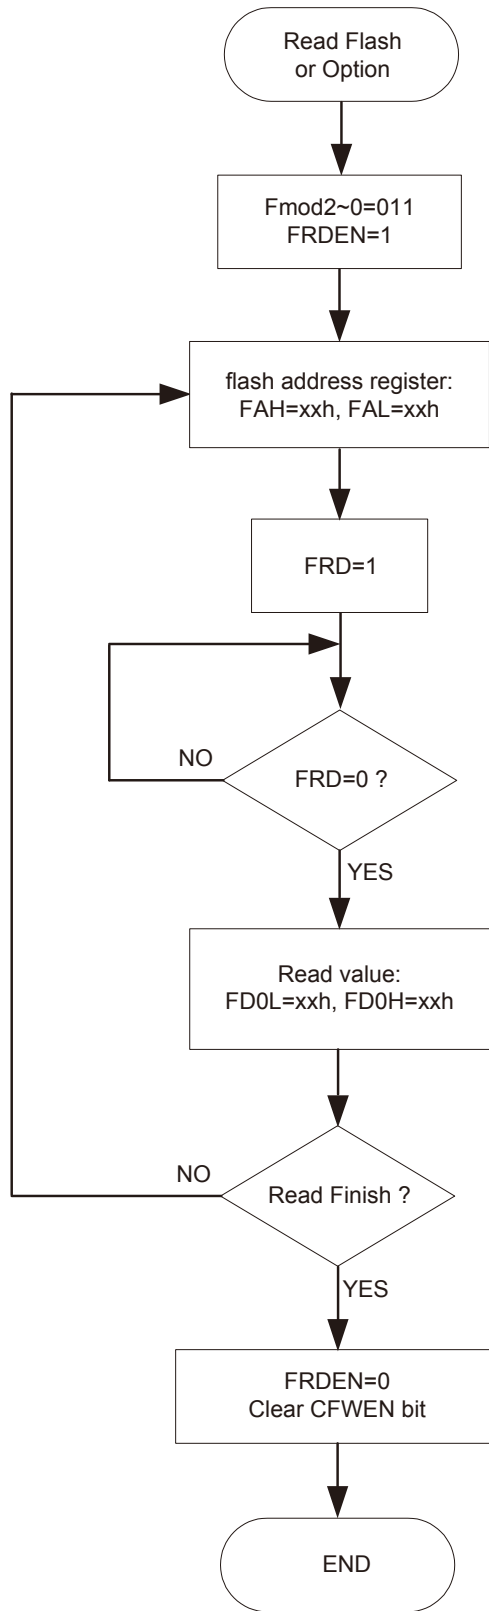 Read Flash
or Option
Fmod2~0=011
FRDEN=1
flash address register:
FAH=xxh, FAL=xxh
FRD=1
NO
FRD=0 ?
YES
Read value:
FD0L=xxh, FD0H=xxh
NO
Read Finish ?
YES
FRDEN=0
Clear CFWEN bit
END